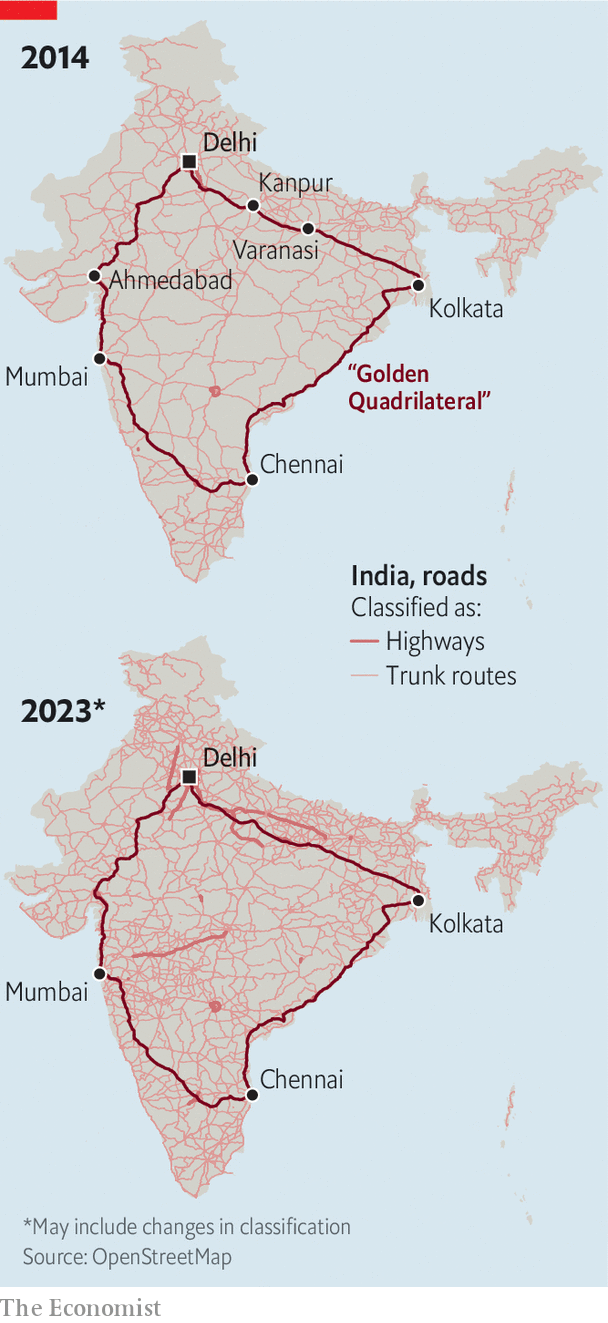 2014
Delhi
Kanpur
Varanasi
Ahmedabad
Kolkata
Mumbai
“Golden
Quadrilateral”
Chennai
India, roads
Classified as:
Highways
Trunk routes
2023*
Delhi
Kolkata
Mumbai
Chennai
*May include changes in classification
Source: OpenStreetMap
The Economist